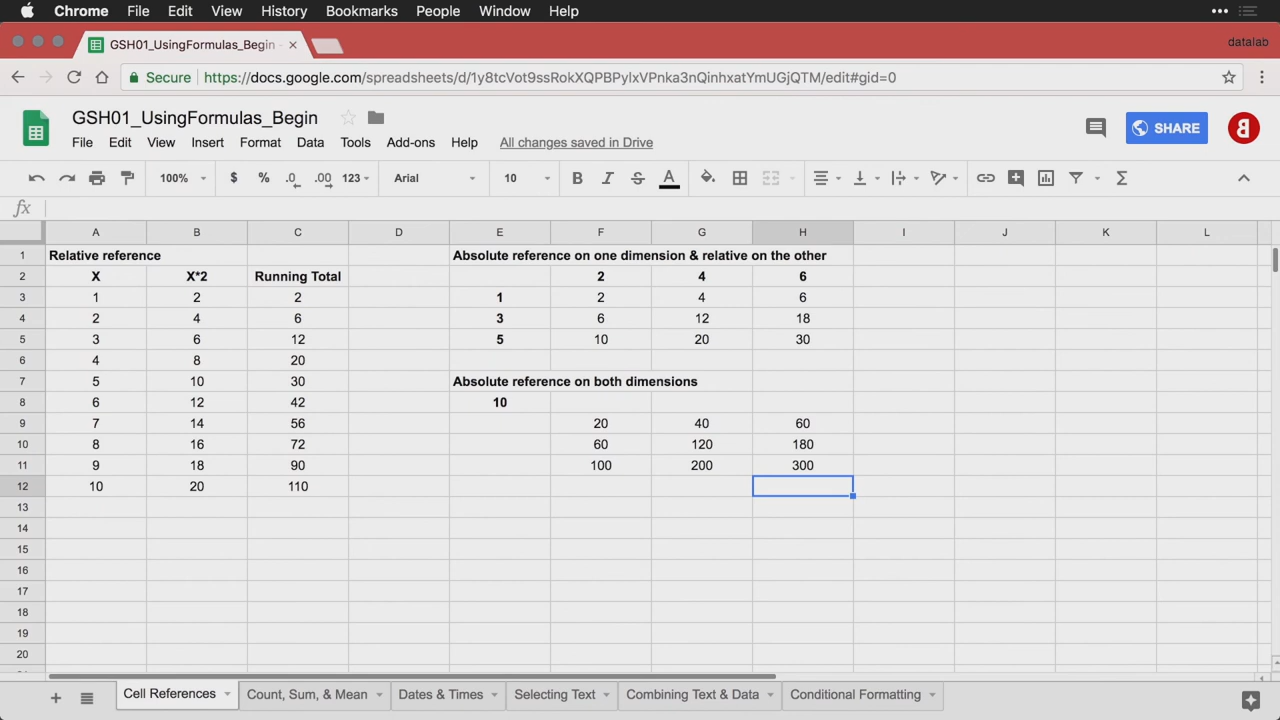 Chrome File Edit View History Bookmarks People Window Help
GSH01_UsingFormulas_Begin
datalab
Secure https://docs.google.com/spreadsheets/d/1y8tcVot9ssRokXQPBPylxVPnka3nQinhxatYmUGjQTM/edit#gid=0
GSH01_UsingFormulas_Begin
SHARE
File Edit View Insert Format Data Tools Add-ons Help All changes saved in Drive
100% $ % .0 .00 123 Arial 10 B I S A Σ
fx
A B C D E F G H I J K L
1 Relative reference Absolute reference on one dimension & relative on the other
2 X X*2 Running Total 2 4 6
3 1 2 2 1 2 4 6
4 2 4 6 3 6 12 18
5 3 6 12 5 10 20 30
6 4 8 20
7 5 10 30 Absolute reference on both dimensions
8 6 12 42 10
9 7 14 56 20 40 60
10 8 16 72 60 120 180
11 9 18 90 100 200 300
12 10 20 110
13
14
15
16
17
18
19
20
Cell References Count, Sum, & Mean Dates & Times Selecting Text Combining Text & Data Conditional Formatting